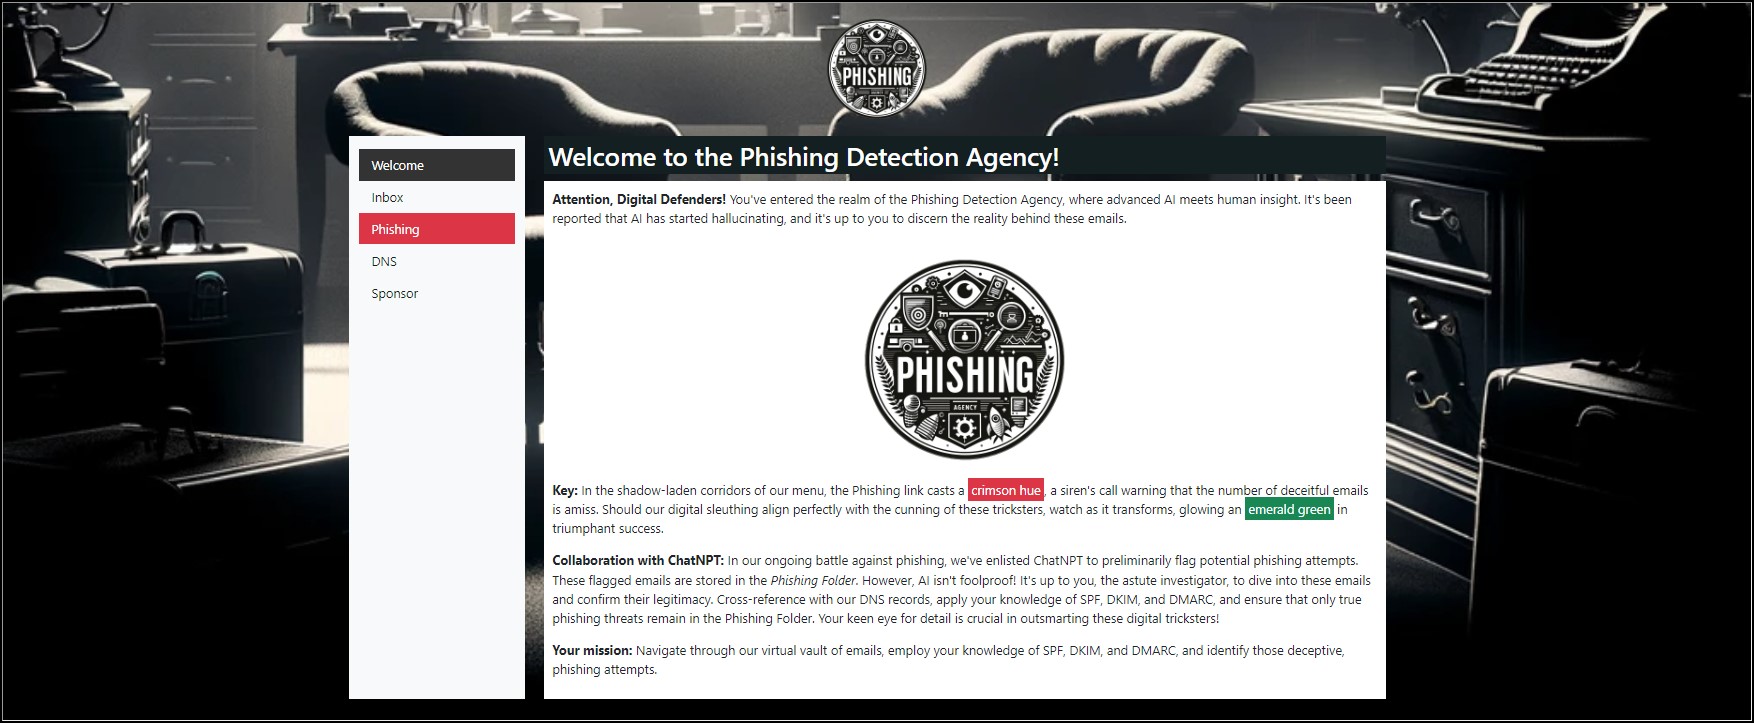 PHISHING
Welcome
Inbox
Phishing
DNS
Sponsor
Welcome to the Phishing Detection Agency!
Attention, Digital Defenders! You've entered the realm of the Phishing Detection Agency, where advanced AI meets human insight. It's been
reported that AI has started hallucinating, and it's up to you to discern the reality behind these emails.
PHISHING
AGENCY
Key: In the shadow-laden corridors of our menu, the Phishing link casts a crimson hue, a siren's call warning that the number of deceitful emails
is amiss. Should our digital sleuthing align perfectly with the cunning of these tricksters, watch as it transforms, glowing an emerald green in
triumphant success.
Collaboration with ChatNPT: In our ongoing battle against phishing, we've enlisted ChatNPT to preliminarily flag potential phishing attempts.
These flagged emails are stored in the Phishing Folder. However, AI isn't foolproof! It's up to you, the astute investigator, to dive into these emails
and confirm their legitimacy. Cross-reference with our DNS records, apply your knowledge of SPF, DKIM, and DMARC, and ensure that only true
phishing threats remain in the Phishing Folder. Your keen eye for detail is crucial in outsmarting these digital tricksters!
Your mission: Navigate through our virtual vault of emails, employ your knowledge of SPF, DKIM, and DMARC, and identify those deceptive,
phishing attempts.